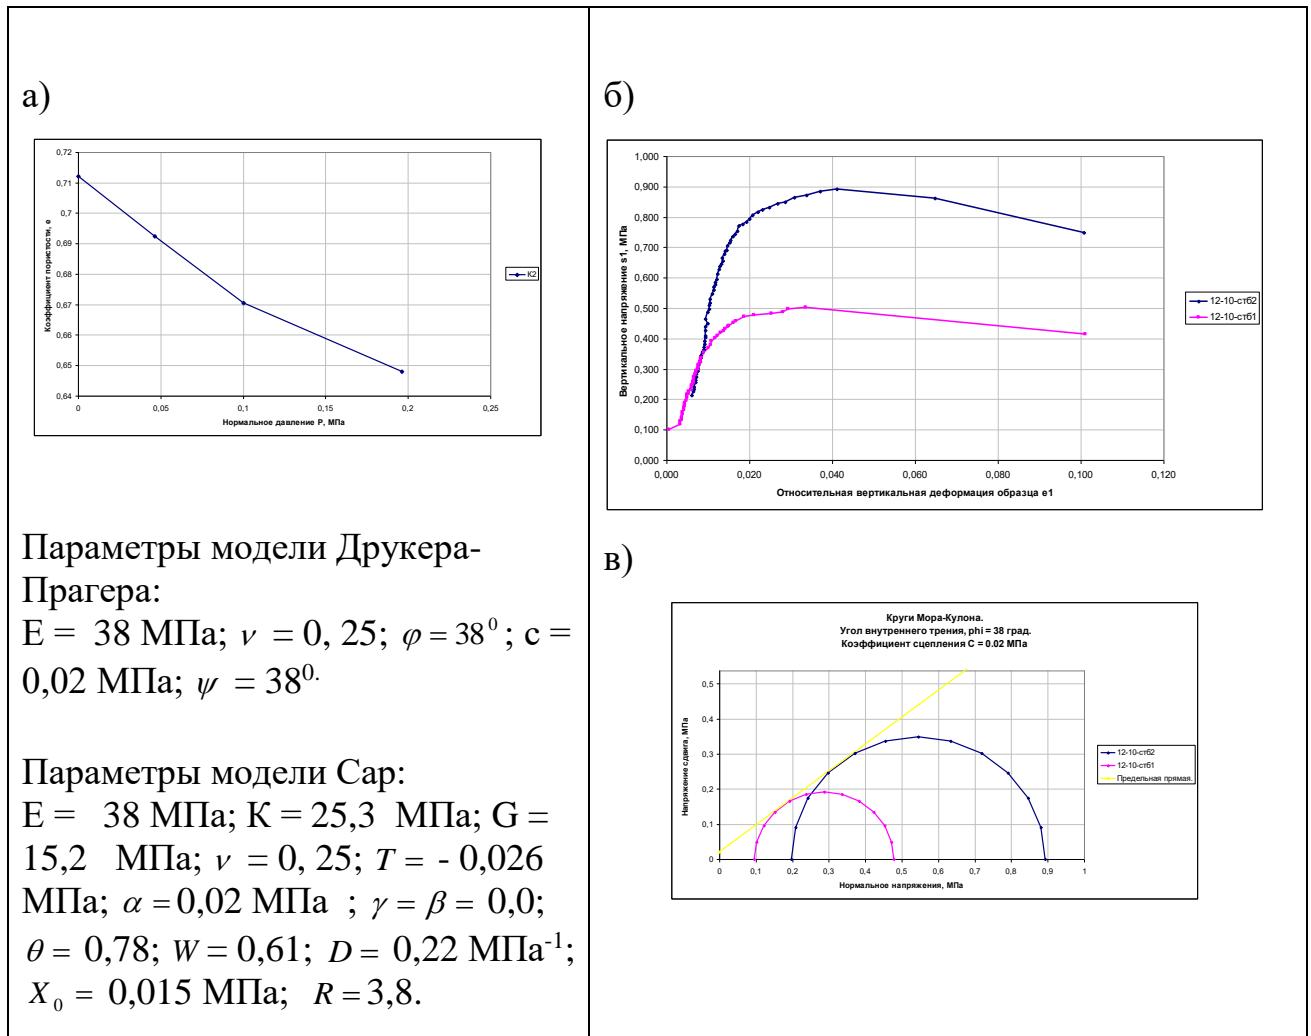 а)
0,72
0,71
0,7
0,69
0,68
0,67
0,66
0,65
0,64
0
0,05
0,1
0,15
0,2
0,25
Коэффициент пористости, е
Нормальное давление Р, МПа
К2
Параметры модели Друкера-
Прагера:
Е = 38 МПа; ν = 0, 25; φ = 38⁰ ; с =
0,02 МПа; ψ = 38⁰.
Параметры модели Cap:
Е = 38 МПа; К = 25,3 МПа; G =
15,2 МПа; ν = 0, 25; T = - 0,026
МПа; α = 0,02 МПа ; γ = β = 0,0;
θ = 0,78; W = 0,61; D = 0,22 МПа⁻¹;
X₀ = 0,015 МПа; R = 3,8.
б)
1,000
0,900
0,800
0,700
0,600
0,500
0,400
0,300
0,200
0,100
0,000
0,000
0,020
0,040
0,060
0,080
0,100
0,120
Вертикальное напряжение s1, МПа
Относительная вертикальная деформация образца e1
12-10-стб2
12-10-стб1
в)
Круги Мора-Кулона.
Угол внутреннего трения, phi = 38 град.
Коэффициент сцепления С = 0.02 МПа
0,5
0,4
0,3
0,2
0,1
0
0
0,1
0,2
0,3
0,4
0,5
0,6
0,7
0,8
0,9
1
Напряжение сдвига, МПа
Нормальное напряжения, МПа
12-10-стб2
12-10-стб1
Предельная прямая.